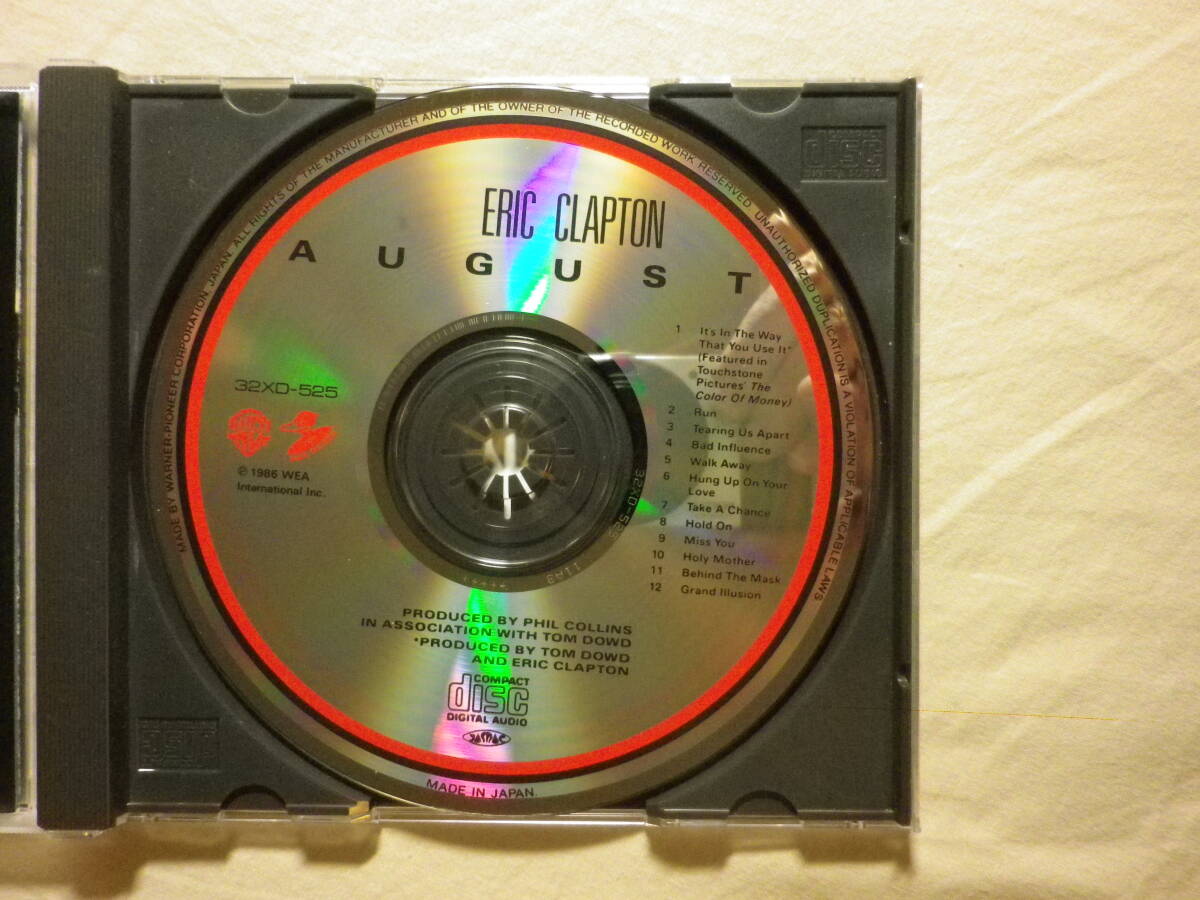 ERIC CLAPTON
AUGUST
32XD-525
℗ 1986 WEA
International Inc.
1 It's In The Way
That You Use It*
(Featured in
Touchstone
Pictures' The
Color Of Money)
2 Run
3 Tearing Us Apart
4 Bad Influence
5 Walk Away
6 Hung Up On Your
Love
7 Take A Chance
8 Hold On
9 Miss You
10 Holy Mother
11 Behind The Mask
12 Grand Illusion
PRODUCED BY PHIL COLLINS
IN ASSOCIATION WITH TOM DOWD
*PRODUCED BY TOM DOWD
AND ERIC CLAPTON
COMPACT
disc
DIGITAL AUDIO
MADE BY WARNER-PIONEER CORPORATION JAPAN. ALL RIGHTS OF THE MANUFACTURER AND OF THE OWNER OF THE RECORDED WORK RESERVED. UNAUTHORIZED DUPLICATION IS A VIOLATION OF APPLICABLE LAWS
MADE IN JAPAN.
COMPACT
disc
DIGITAL AUDIO